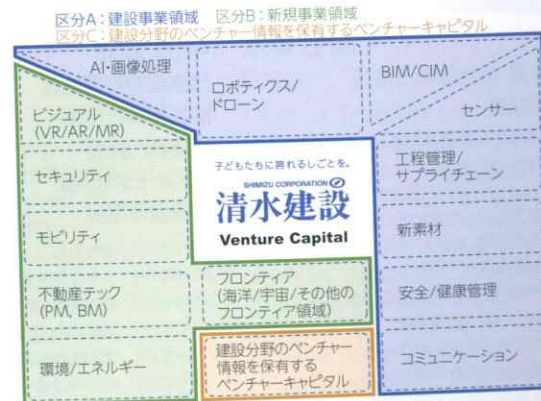 区分A：建設事業領域　区分B：新規事業領域
区分C：建設分野のベンチャー情報を保有するベンチャーキャピタル
AI・画像処理
ロボティクス/
ドローン
BIM/CIM
センサー
ビジュアル
(VR/AR/MR)
セキュリティ
モビリティ
不動産テック
(PM, BM)
環境/エネルギー
子どもたちに誇れるしごとを。
SHIMIZU CORPORATION
清水建設
Venture Capital
フロンティア
(海洋/宇宙/その他の
フロンティア領域)
建設分野のベンチャー
情報を保有する
ベンチャーキャピタル
工程管理/
サプライチェーン
新素材
安全/健康管理
コミュニケーション